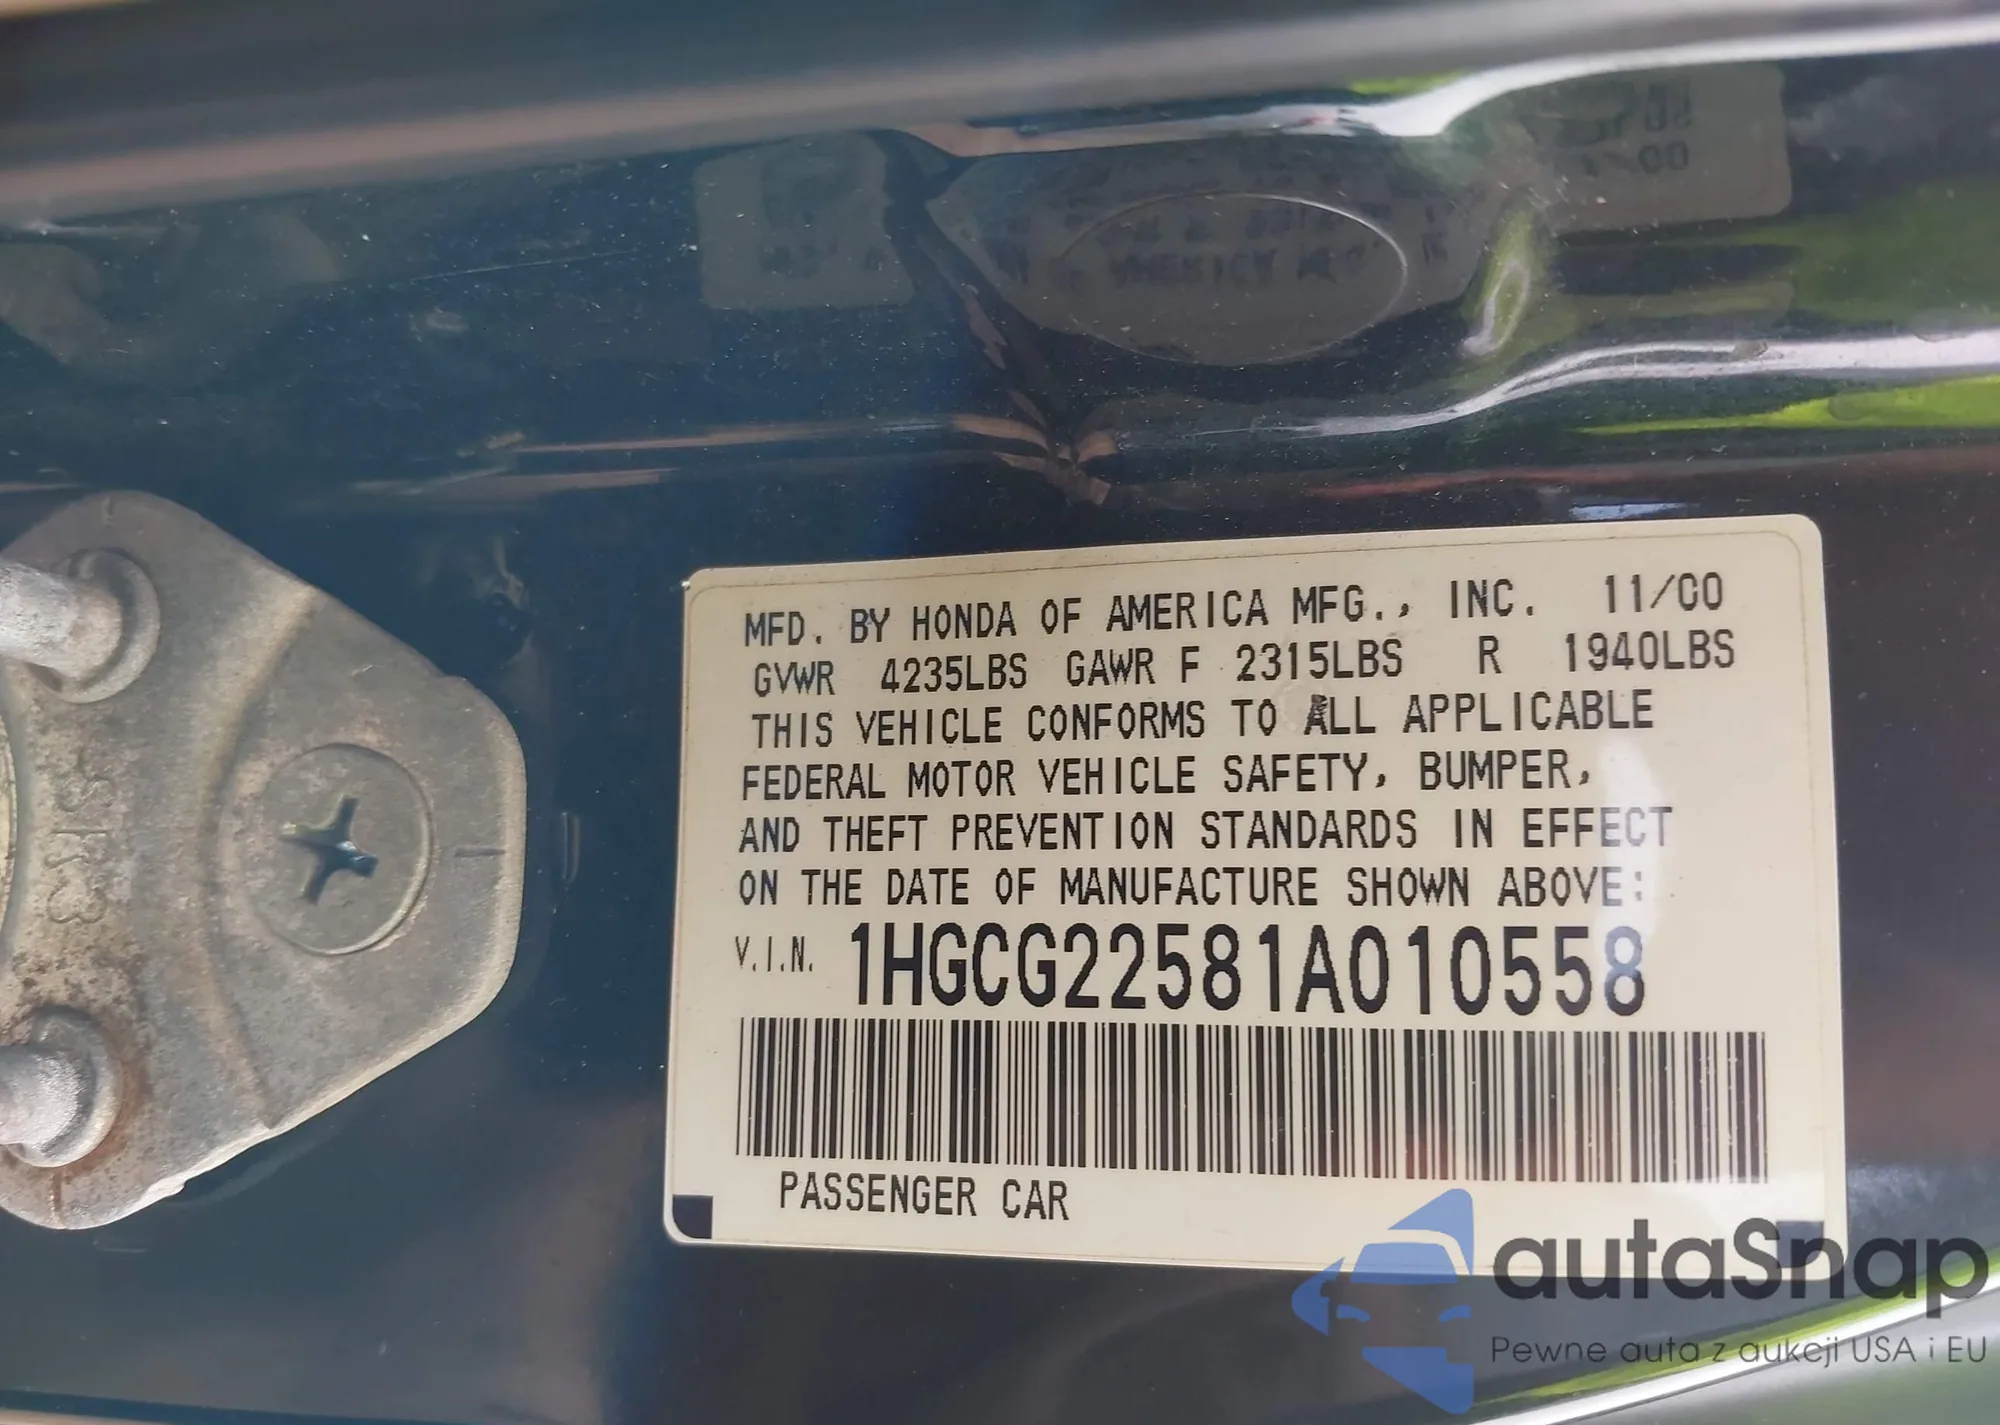 MFD. BY HONDA OF AMERICA MFG., INC. 11/00
GVWR 4235LBS GAWR F 2315LBS R 1940LBS
THIS VEHICLE CONFORMS TO ALL APPLICABLE
FEDERAL MOTOR VEHICLE SAFETY, BUMPER,
AND THEFT PREVENTION STANDARDS IN EFFECT
ON THE DATE OF MANUFACTURE SHOWN ABOVE:
V.I.N. 1HGCG22581A010558
PASSENGER CAR
autaSnap
Pewne auta z aukcji USA i EU